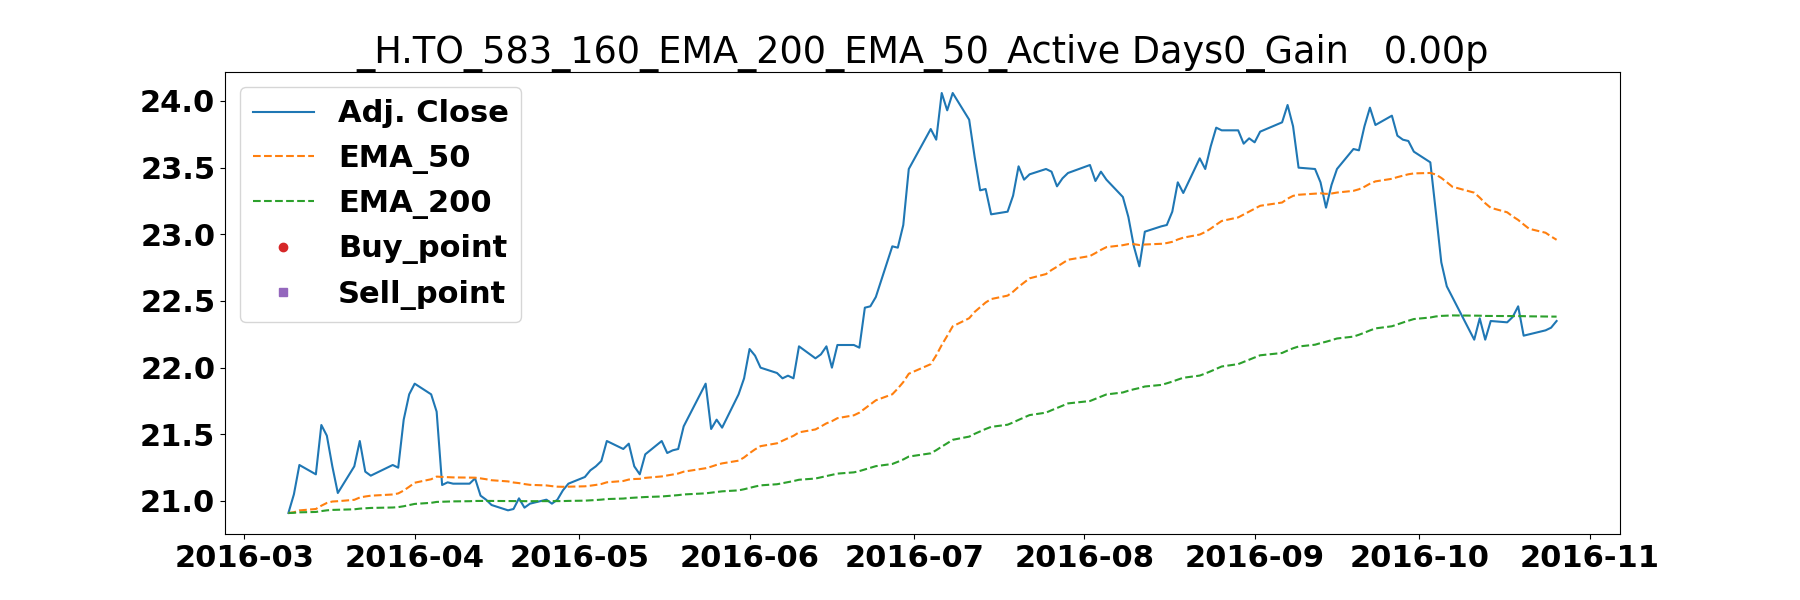 _H.TO_583_160_EMA_200_EMA_50_Active Days0_Gain   0.00p
24.0
23.5
23.0
22.5
22.0
21.5
21.0
Adj. Close
EMA_50
EMA_200
Buy_point
Sell_point
2016-03 2016-04 2016-05 2016-06 2016-07 2016-08 2016-09 2016-10 2016-11